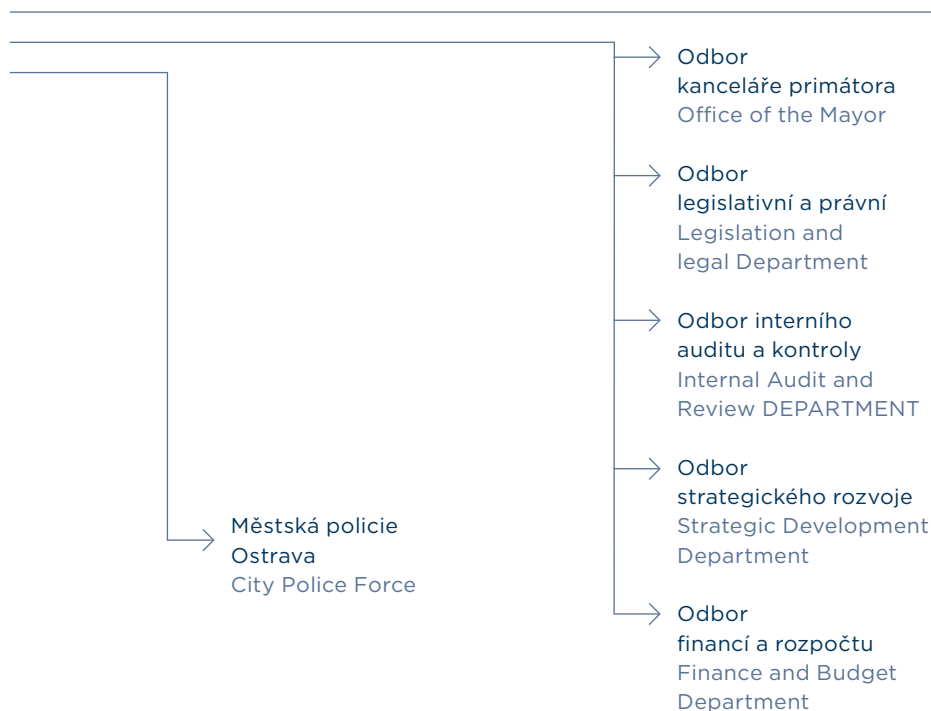 Odbor
kanceláře primátora
Office of the Mayor
Odbor
legislativní a právní
Legislation and
legal Department
Odbor interního
auditu a kontroly
Internal Audit and
Review DEPARTMENT
Odbor
strategického rozvoje
Strategic Development
Department
Městská policie
Ostrava
City Police Force
Odbor
financí a rozpočtu
Finance and Budget
Department